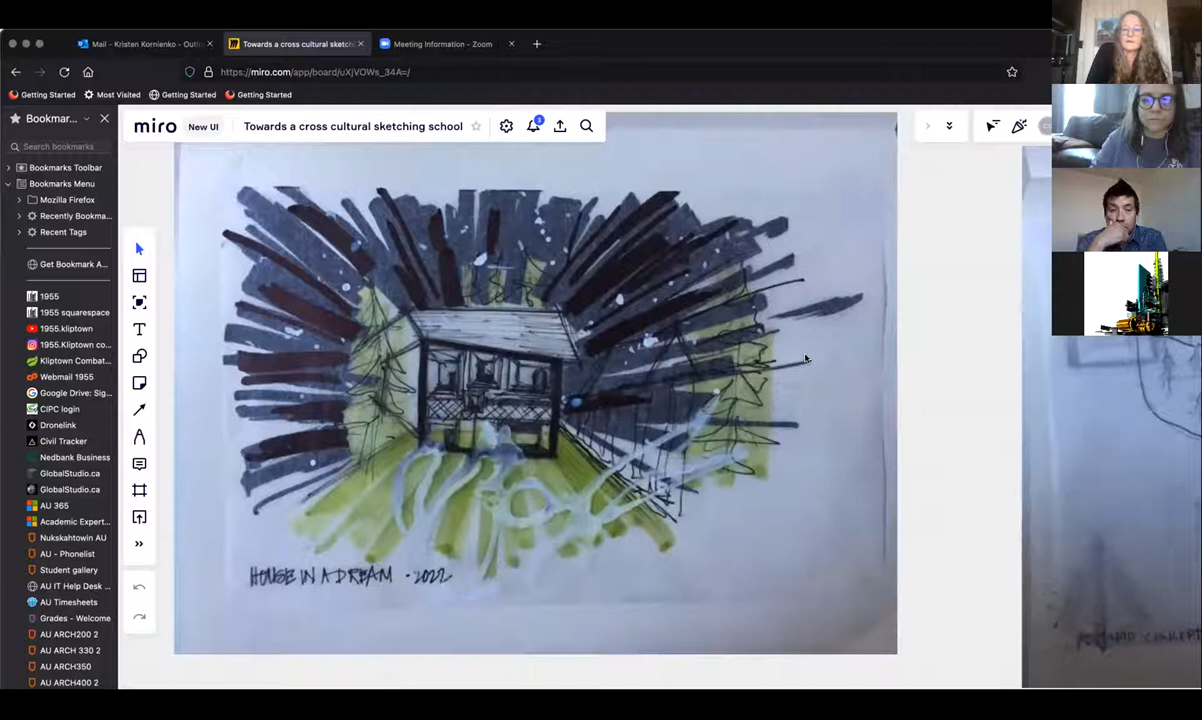 Mail - Kristen Kornienko - Outlo
Towards a cross cultural sketch
Meeting Information - Zoom
https://miro.com/app/board/uXjVOWs_34A=/
Getting Started
Most Visited
Getting Started
Getting Started
Bookmar...
miro
New UI
Towards a cross cultural sketching school
3
Search bookmarks
Bookmarks Toolbar
Bookmarks Menu
Mozilla Firefox
Recently Bookma...
Recent Tags
Get Bookmark A...
1955
1955 squarespace
1955.kliptown
1955.Kliptown co...
Kliptown Combat...
Webmail 1955
Google Drive: Sig...
CIPC login
Dronelink
Civil Tracker
Nedbank Business
GlobalStudio.ca
GlobalStudio.ca
AU 365
Academic Expert...
Nukskahtowin AU
AU - Phonelist
Student gallery
AU IT Help Desk ...
AU Timesheets
Grades - Welcome
AU ARCH200 2
AU ARCH 330 2
AU ARCH350
AU ARCH400 2
HOUSE IN A DREAM · 2022
CONCEPT